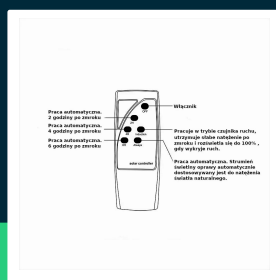 OFF
Włącznik
Praca automatyczna.
2 godziny po zmroku
Praca automatyczna.
4 godziny po zmroku
Praca automatyczna.
6 godziny po zmroku
Pracuje w trybie czujnika ruchu,
utrzymuje słabe natężenie po
zmroku i rozświetla się do 100% ,
gdy wykryje ruch.
Praca automatyczna. Strumień
świetlny oprawy automatycznie
dostosowywany jest do natężenia
światła naturalnego.
solar controller